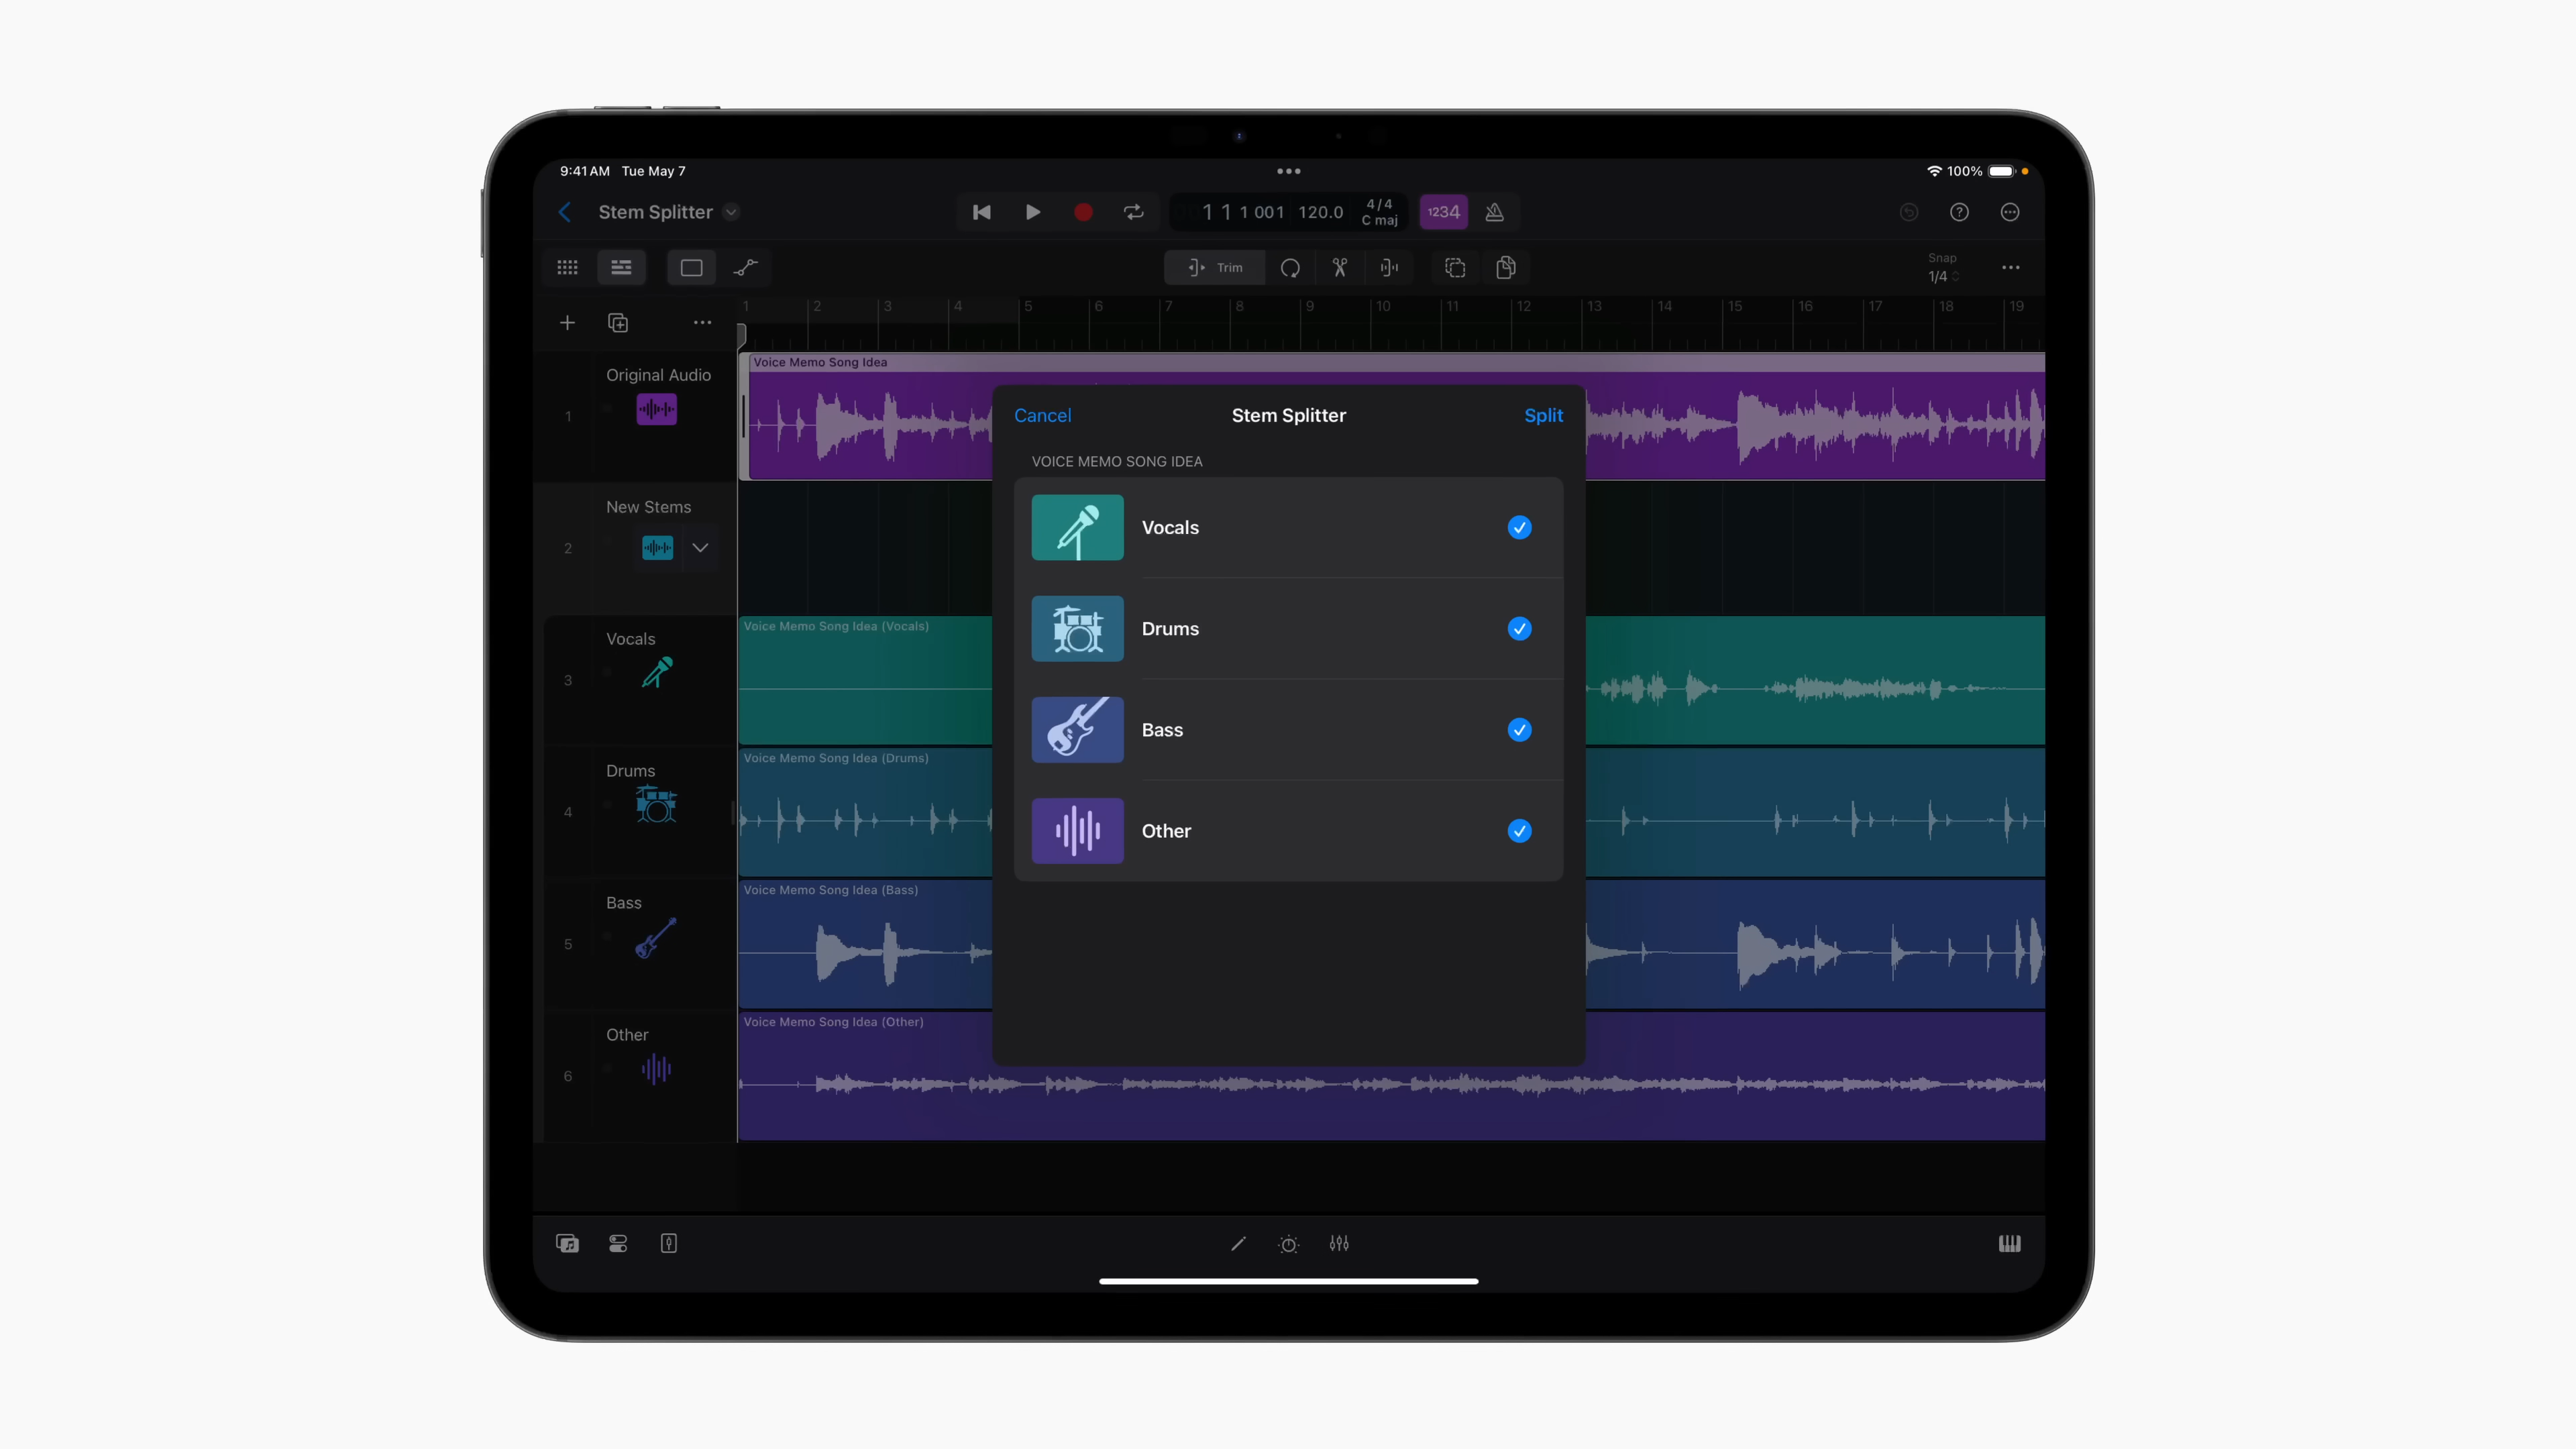 9:41 AM Tue May 7
100%
Stem Splitter
1 1 1 001 120.0 4/4 C maj
1234
Trim
Snap
1/4
1 2 3 4 5 6 7 8 9 10 11 12 13 14 15 16 17 18 19
Original Audio
1
Voice Memo Song Idea
New Stems
2
Vocals
3
Voice Memo Song Idea (Vocals)
Drums
4
Voice Memo Song Idea (Drums)
Bass
5
Voice Memo Song Idea (Bass)
Other
6
Voice Memo Song Idea (Other)
Cancel Stem Splitter Split
VOICE MEMO SONG IDEA
Vocals
Drums
Bass
Other